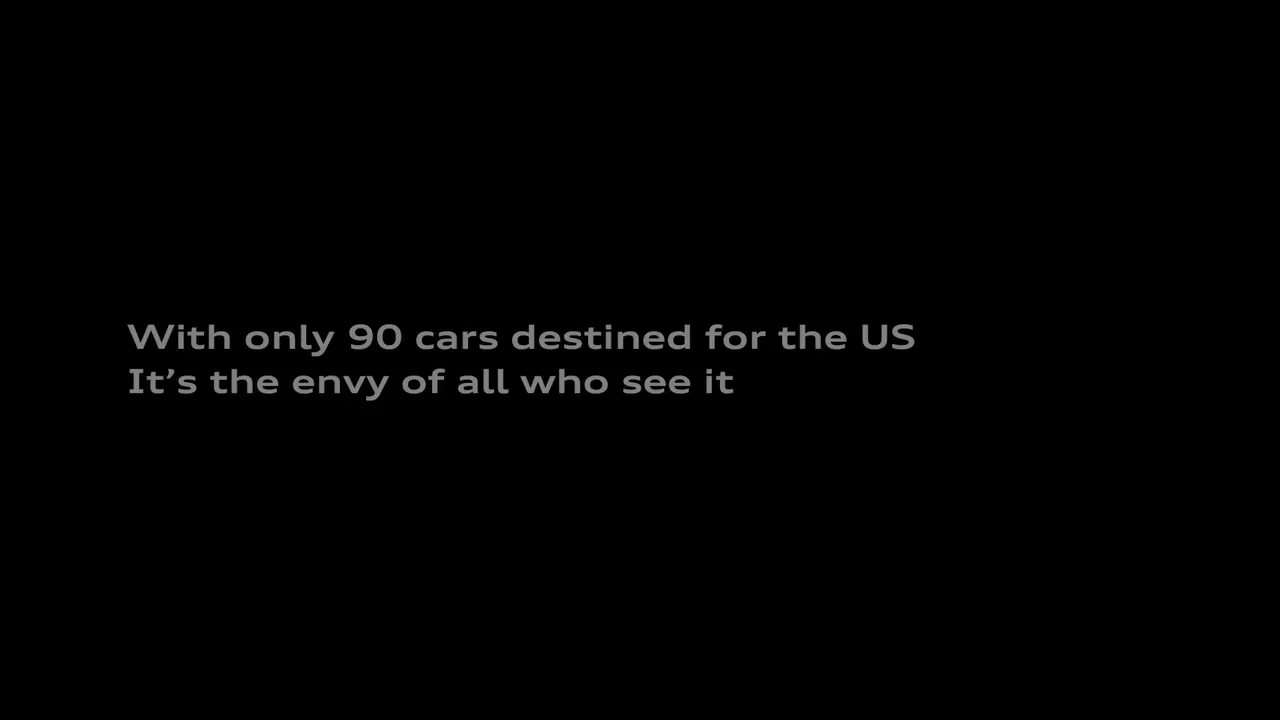 With only 90 cars destined for the US
It’s the envy of all who see it